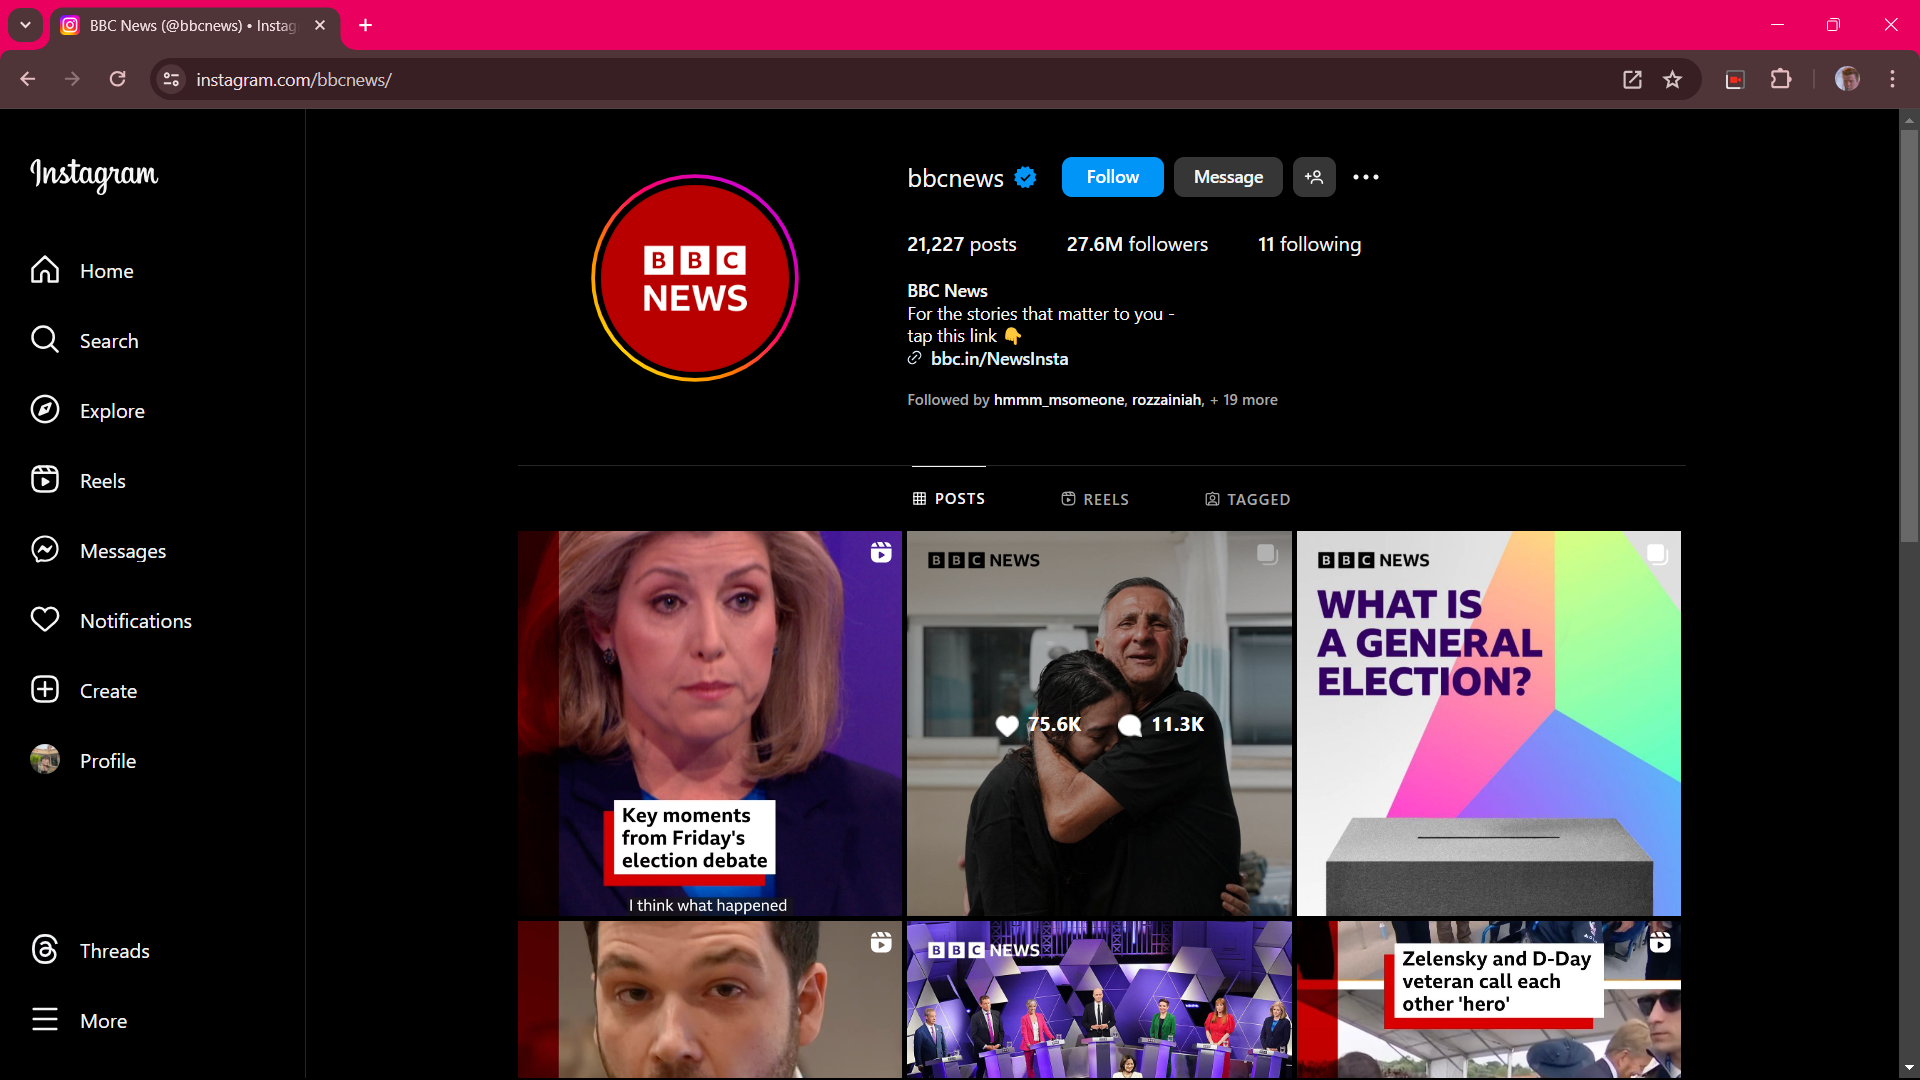 BBC News (@bbcnews) • Instag
instagram.com/bbcnews/
Instagram
Home
Search
Explore
Reels
Messages
Notifications
Create
Profile
Threads
More
bbcnews
Follow
Message
21,227 posts
27.6M followers
11 following
BBC News
For the stories that matter to you -
tap this link 👇
bbc.in/NewsInsta
Followed by hmmm_msomeone, rozzainiah, + 19 more
BBC
NEWS
POSTS
REELS
TAGGED
Key moments
from Friday's
election debate
I think what happened
BBC NEWS
75.6K
11.3K
BBC NEWS
WHAT IS
A GENERAL
ELECTION?
BBC NEWS
Zelensky and D-Day
veteran call each
other 'hero'